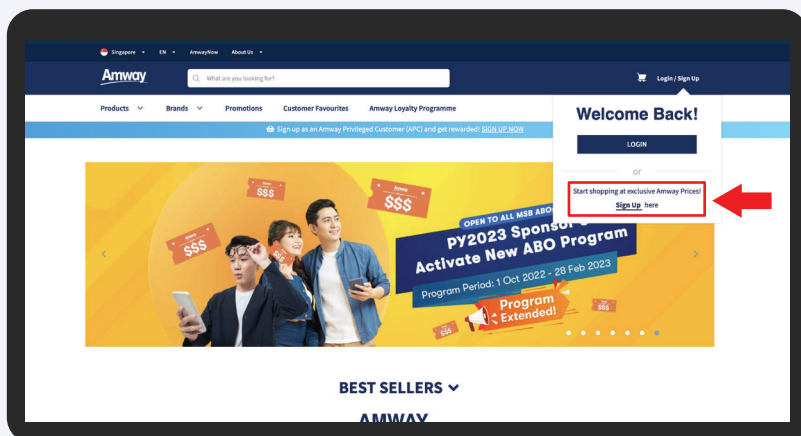 Singapore EN AmwayNow About Us
Amway
What are you looking for?
Login / Sign Up
Products Brands Promotions Customer Favourites Amway Loyalty Programme
Sign up as an Amway Privileged Customer (APC) and get rewarded! SIGN UP NOW
Welcome Back!
LOGIN
or
Start shopping at exclusive Amway Prices!
Sign Up here
Amway
$$$
Amway
$$$
$$$
OPEN TO ALL MSB ABO
PY2023
Activate New ABO Program
Program Period: 1 Oct 2022 - 28 Feb 2023
Program
Extended!
$$$
$$$
BEST SELLERS
AMWAY